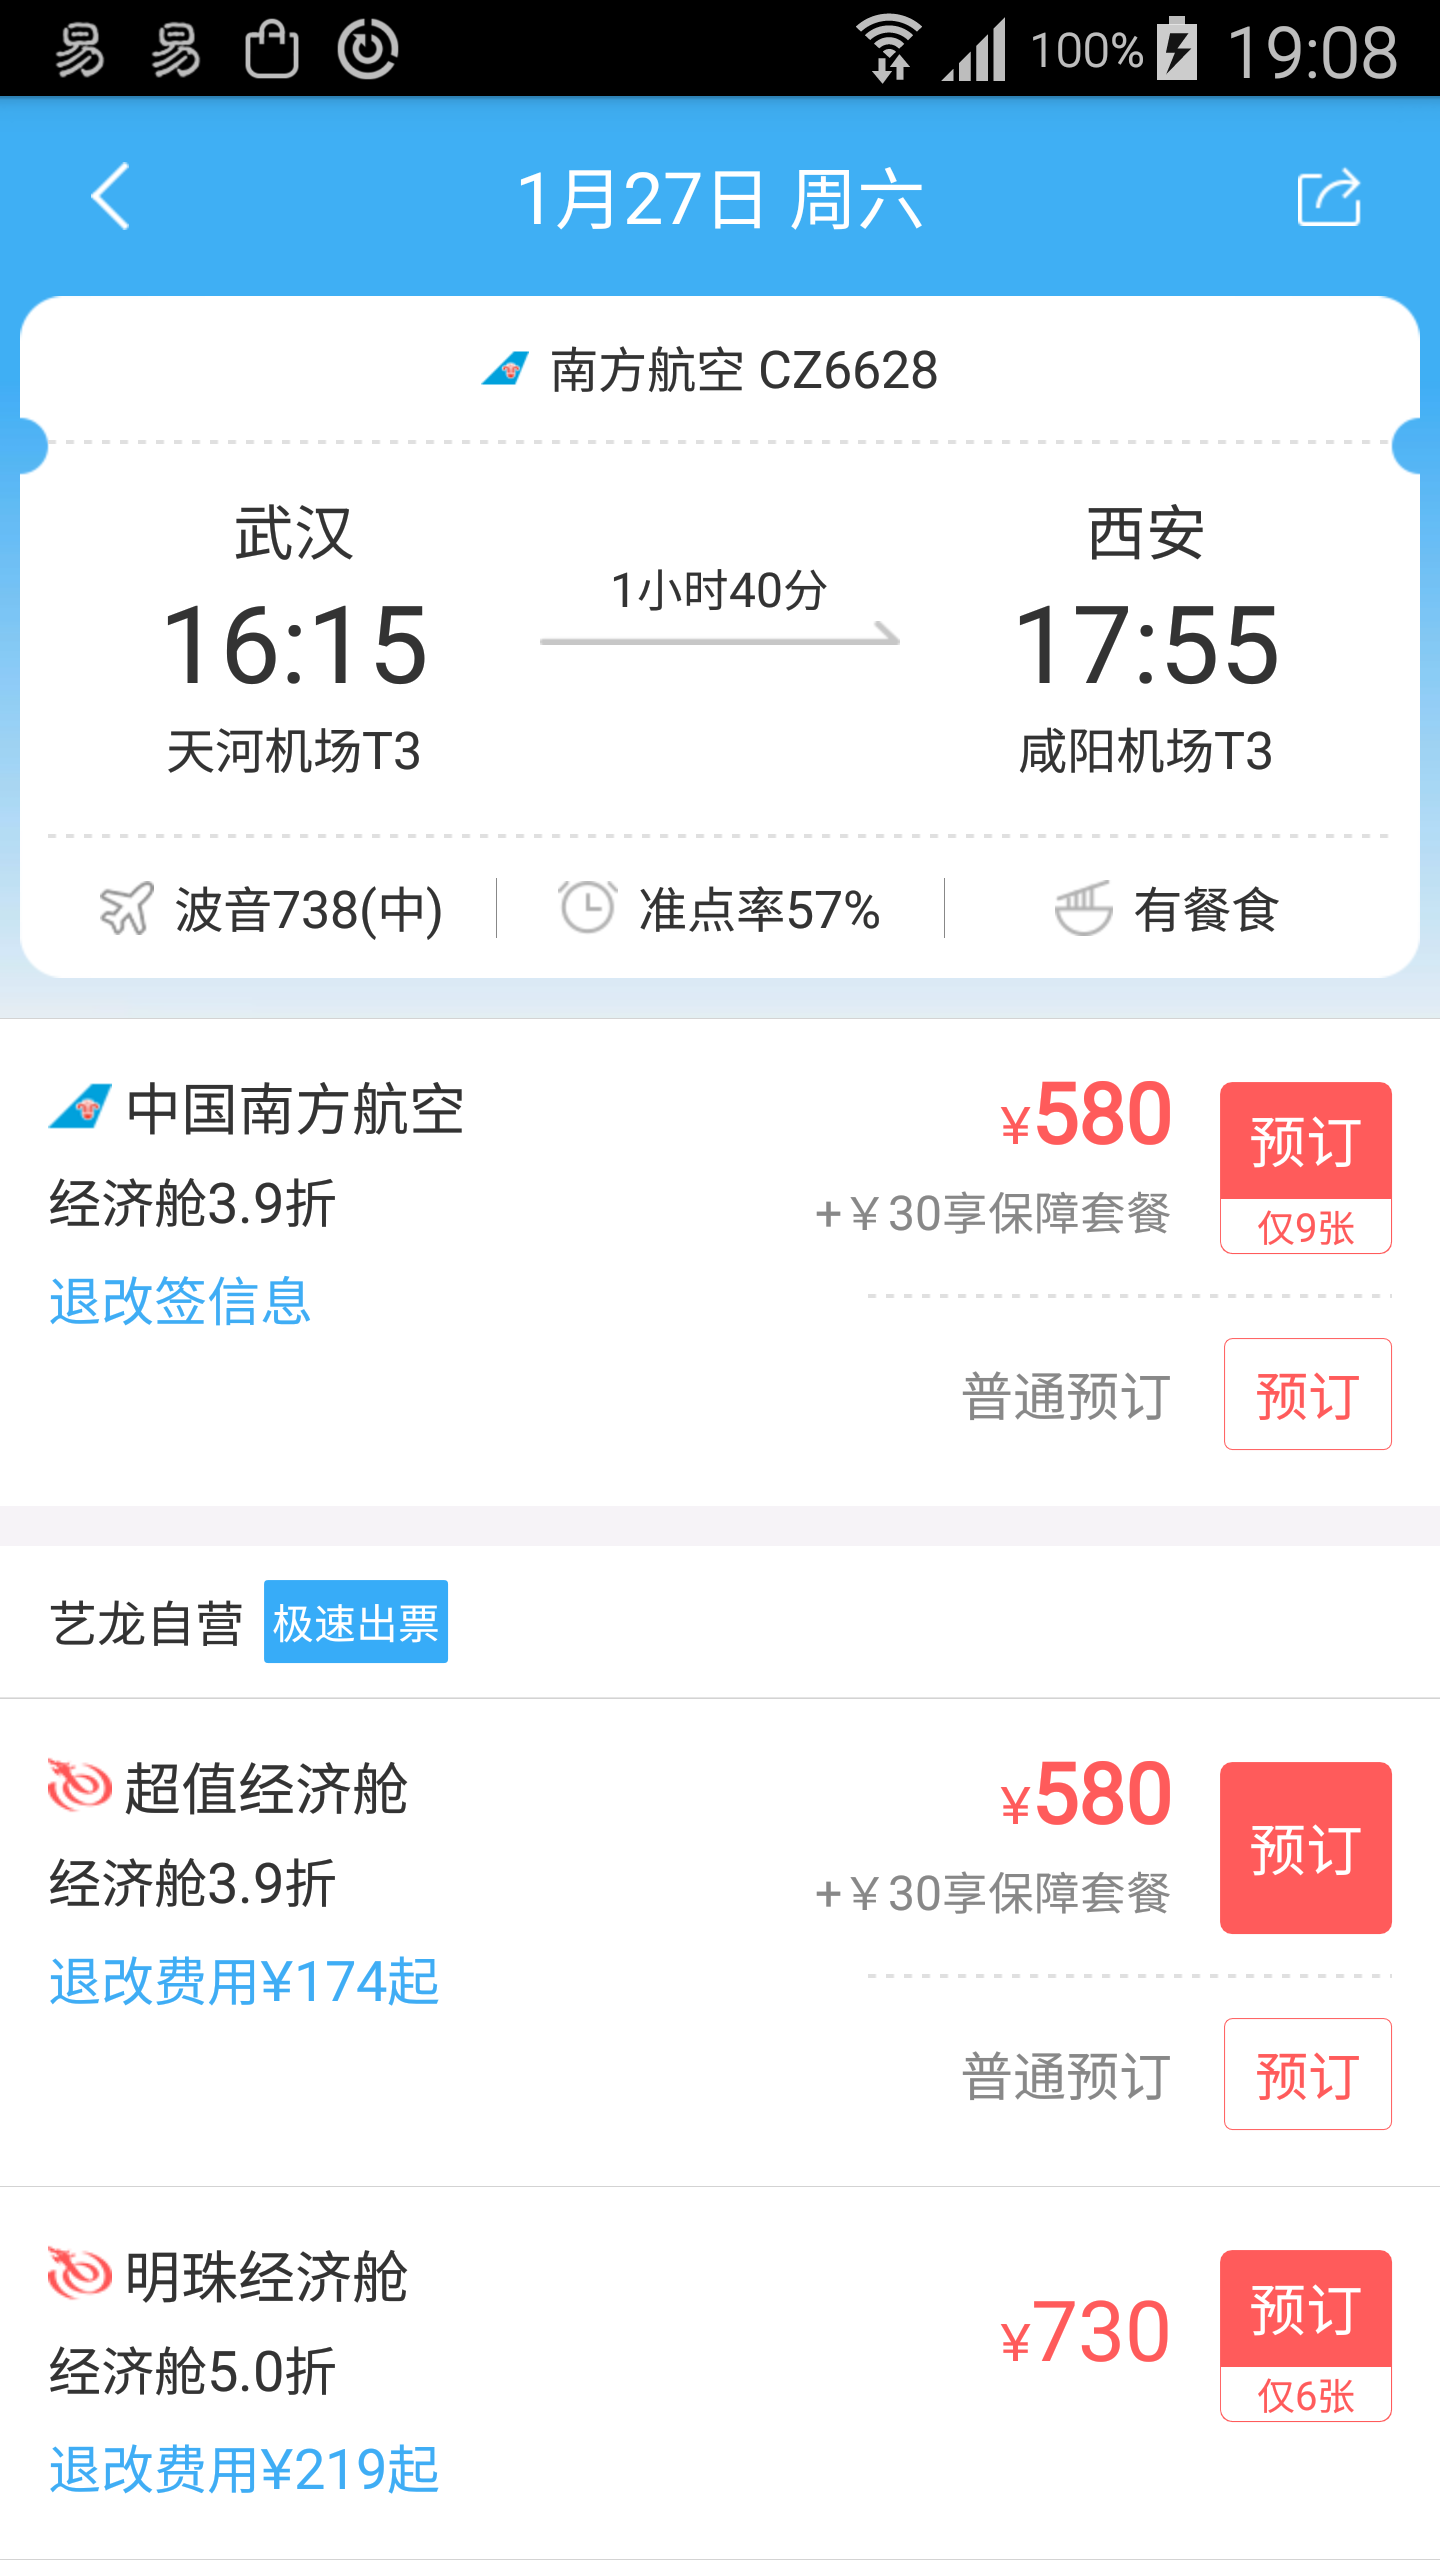 易 易 100% 19:08
1月27日 周六
南方航空 CZ6628
武汉 西安
1小时40分
16:15 17:55
天河机场T3 咸阳机场T3
波音738(中) 准点率57% 有餐食
中国南方航空 ¥580 预订
经济舱3.9折 +￥30享保障套餐 仅9张
退改签信息
普通预订 预订
艺龙自营 极速出票
超值经济舱 ¥580 预订
经济舱3.9折 +￥30享保障套餐
退改费用¥174起
普通预订 预订
明珠经济舱 ¥730 预订
经济舱5.0折 仅6张
退改费用¥219起